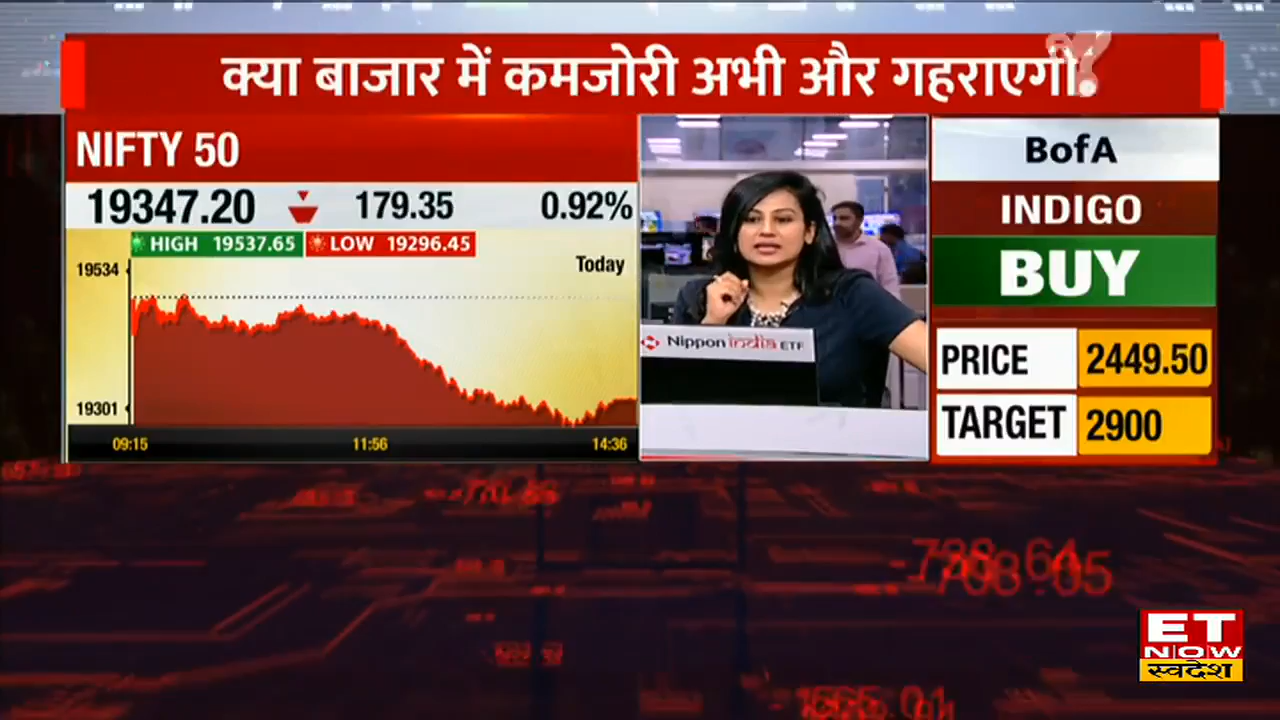 क्या बाजार में कमजोरी अभी और गहराएगी?
NIFTY 50
19347.20 179.35 0.92%
HIGH 19537.65 LOW 19296.45
Today
19534
19301
09:15 11:56 14:36
Nippon india ETF
BofA
INDIGO
BUY
PRICE 2449.50
TARGET 2900
ET
NOW
स्वदेश